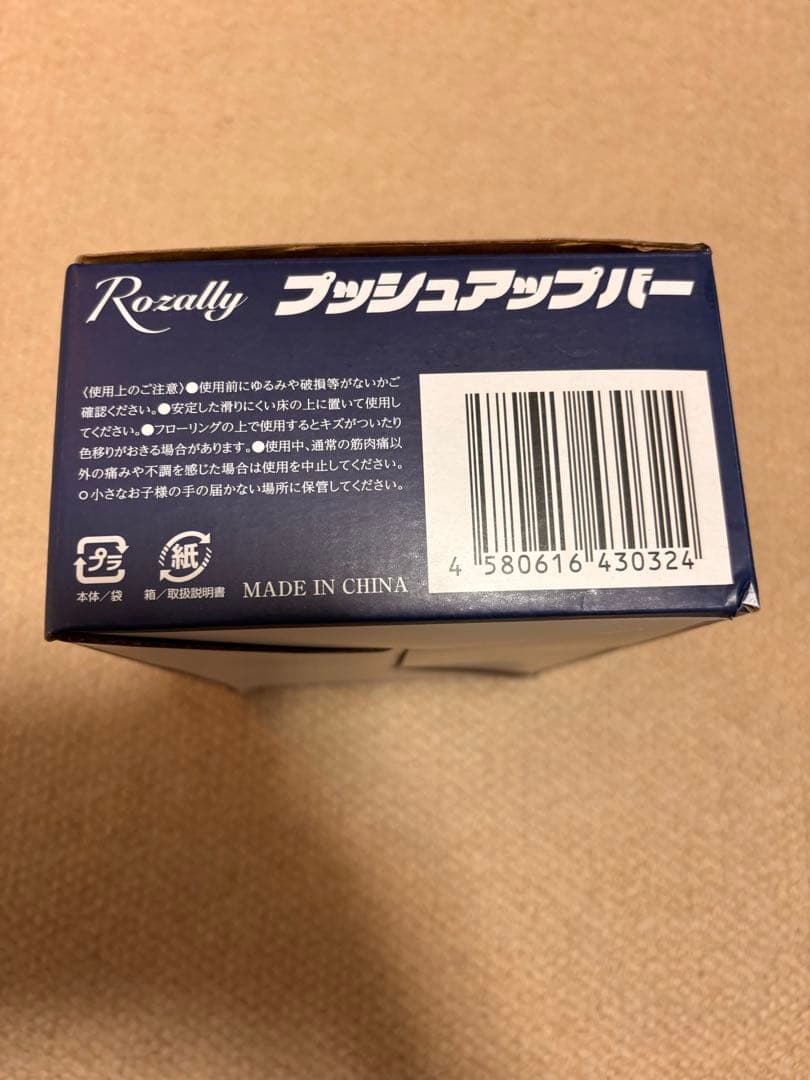 Rozally プッシュアップバー
〈使用上のご注意〉●使用前にゆるみや破損等がないかご
確認ください。●安定した滑りにくい床の上に置いて使用し
てください。●フローリングの上で使用するとキズがついたり
色移りがおきる場合があります。●使用中、通常の筋肉痛以
外の痛みや不調を感じた場合は使用を中止してください。
○小さなお子様の手の届かない場所に保管してください。
プラ
本体／袋
紙
箱／取扱説明書
MADE IN CHINA
4 580616 430324